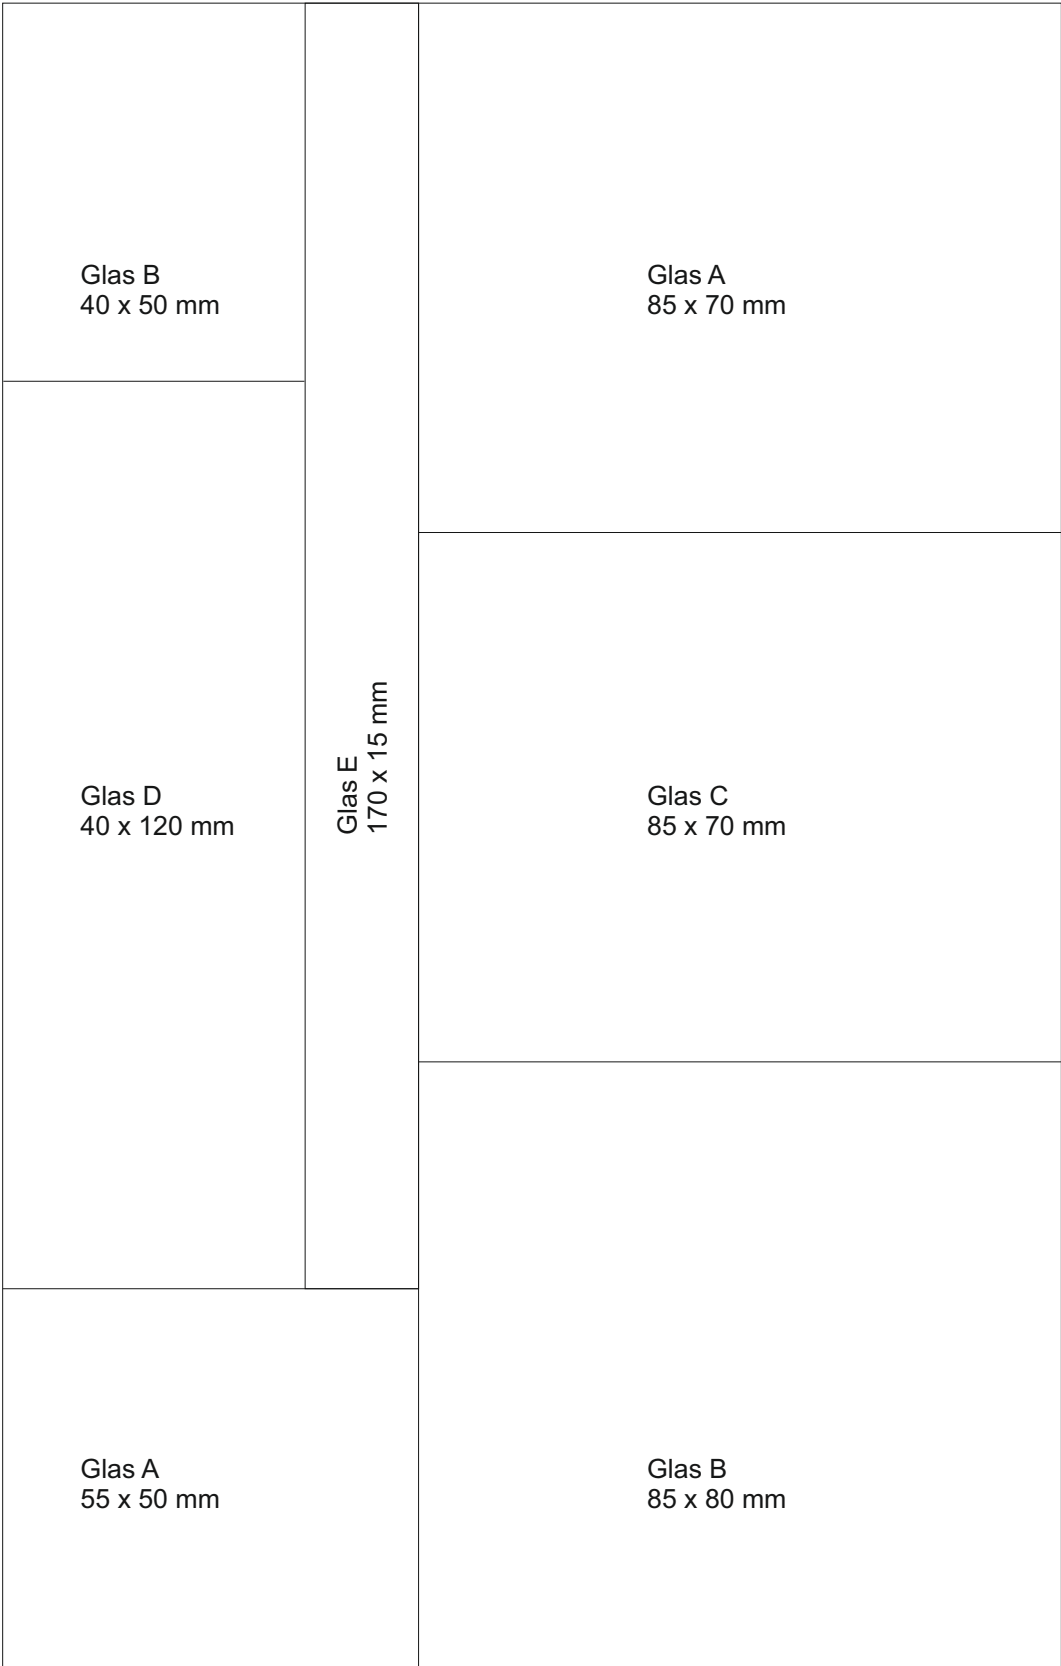 Glas B
40 x 50 mm
Glas A
85 x 70 mm
Glas E
170 x 15 mm
Glas D
40 x 120 mm
Glas C
85 x 70 mm
Glas A
55 x 50 mm
Glas B
85 x 80 mm